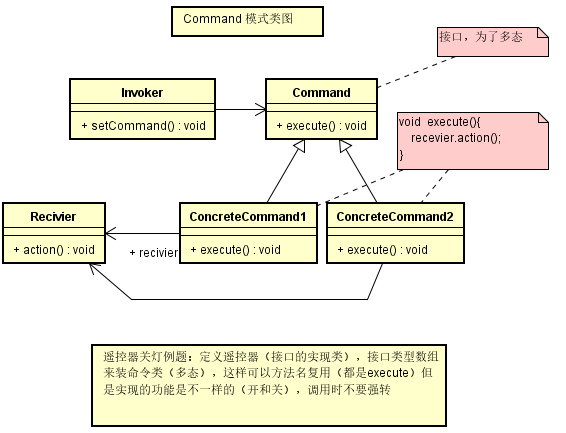 Command 模式类图
接口，为了多态
Invoker
+ setCommand() : void
Command
+ execute() : void
void  execute(){
recevier.action();
}
Recivier
+ action() : void
+ recivier
ConcreteCommand1
+ execute() : void
ConcreteCommand2
+ execute() : void
遥控器关灯例题：定义遥控器（接口的实现类），接口类型数组
来装命令类（多态），这样可以方法名复用（都是execute）但
是实现的功能是不一样的（开和关），调用时不要强转